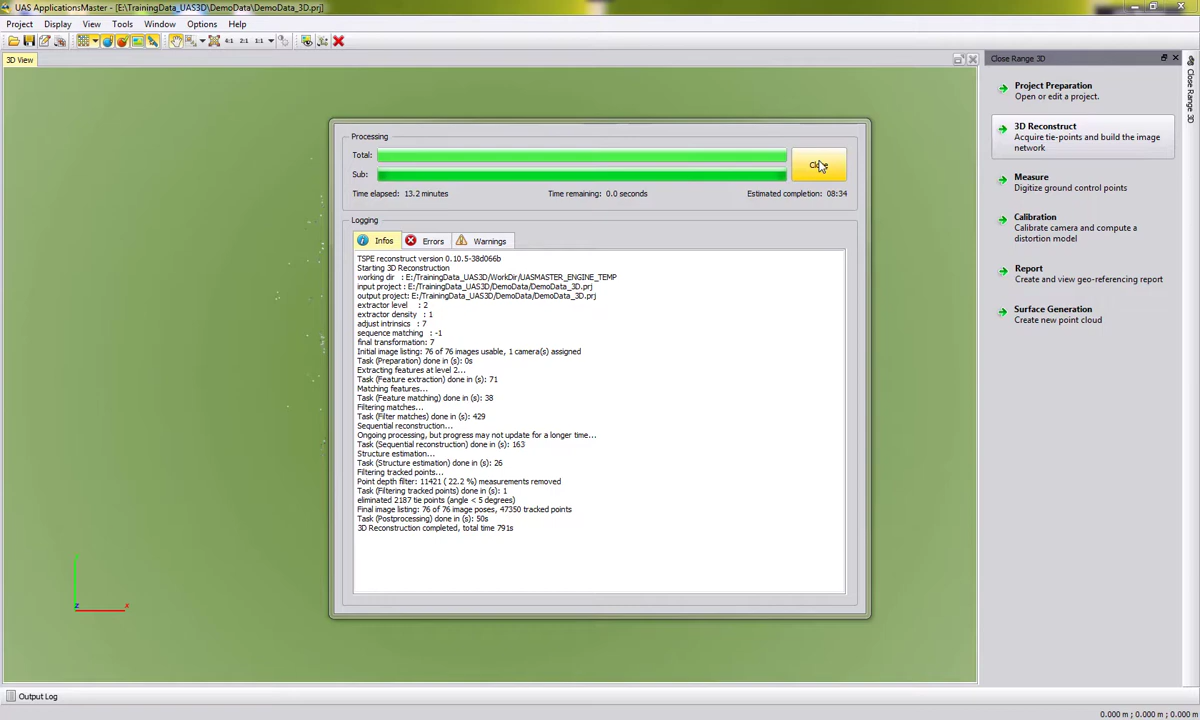 UAS ApplicationsMaster - [E:\TrainingData_UAS3D\DemoData\DemoData_3D.prj]
Project Display View Tools Window Options Help
4:1 2:1 1:1
3D View
Close Range 3D
Close Range 3D
Project Preparation
Open or edit a project.
3D Reconstruct
Acquire tie-points and build the image
network
Measure
Digitize ground control points
Calibration
Calibrate camera and compute a
distortion model
Report
Create and view geo-referencing report
Surface Generation
Create new point cloud
Processing
Total:
Close
Sub:
Time elapsed: 13.2 minutes Time remaining: 0.0 seconds Estimated completion: 08:34
Logging
Infos Errors Warnings
TSPE reconstruct version 0.10.5-38d066b
Starting 3D Reconstruction
working dir : E:/TrainingData_UAS3D/WorkDir/UASMASTER_ENGINE_TEMP
input project : E:/TrainingData_UAS3D/DemoData/DemoData_3D.prj
output project: E:/TrainingData_UAS3D/DemoData/DemoData_3D.prj
extractor level : 2
extractor density : 1
adjust intrinsics : 7
sequence matching : -1
final transformation: 7
Initial image listing: 76 of 76 images usable, 1 camera(s) assigned
Task (Preparation) done in (s): 0s
Extracting features at level 2...
Task (Feature extraction) done in (s): 71
Matching features...
Task (Feature matching) done in (s): 38
Filtering matches...
Task (Filter matches) done in (s): 429
Sequential reconstruction...
Ongoing processing, but progress may not update for a longer time...
Task (Sequential reconstruction) done in (s): 163
Structure estimation...
Task (Structure estimation) done in (s): 26
Filtering tracked points...
Point depth filter: 11421 ( 22.2 %) measurements removed
Task (Filtering tracked points) done in (s): 1
eliminated 2187 tie points (angle < 5 degrees)
Final image listing: 76 of 76 image poses, 47350 tracked points
Task (Postprocessing) done in (s): 50s
3D Reconstruction completed, total time 791s
y
z x
Output Log
0.000 m ; 0.000 m ; 0.000 m